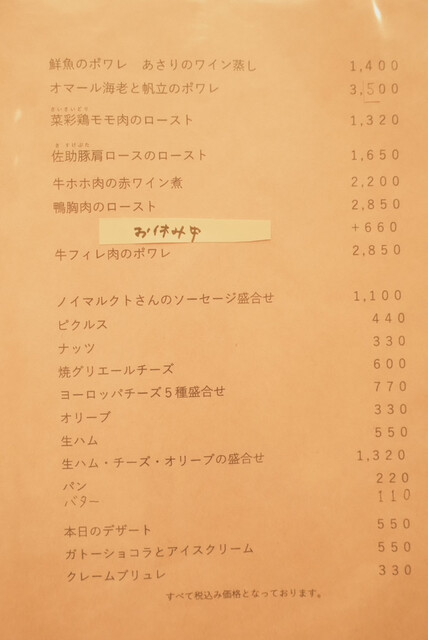 鮮魚のポワレ　あさりのワイン蒸し 1,400
オマール海老と帆立のポワレ 3,500
さいさいどり
菜彩鶏モモ肉のロースト 1,320
さすけぶた
佐助豚肩ロースのロースト 1,650
牛ホホ肉の赤ワイン煮 2,200
鴨胸肉のロースト 2,850
お休み中 +660
牛フィレ肉のポワレ 2,850
ノイマルクトさんのソーセージ盛合せ 1,100
ピクルス 440
ナッツ 330
焼グリエールチーズ 600
ヨーロッパチーズ５種盛合せ 770
オリーブ 330
生ハム 550
生ハム・チーズ・オリーブの盛合せ 1,320
パン 220
バター 110
本日のデザート 550
ガトーショコラとアイスクリーム 550
クレームブリュレ 330
すべて税込み価格となっております。